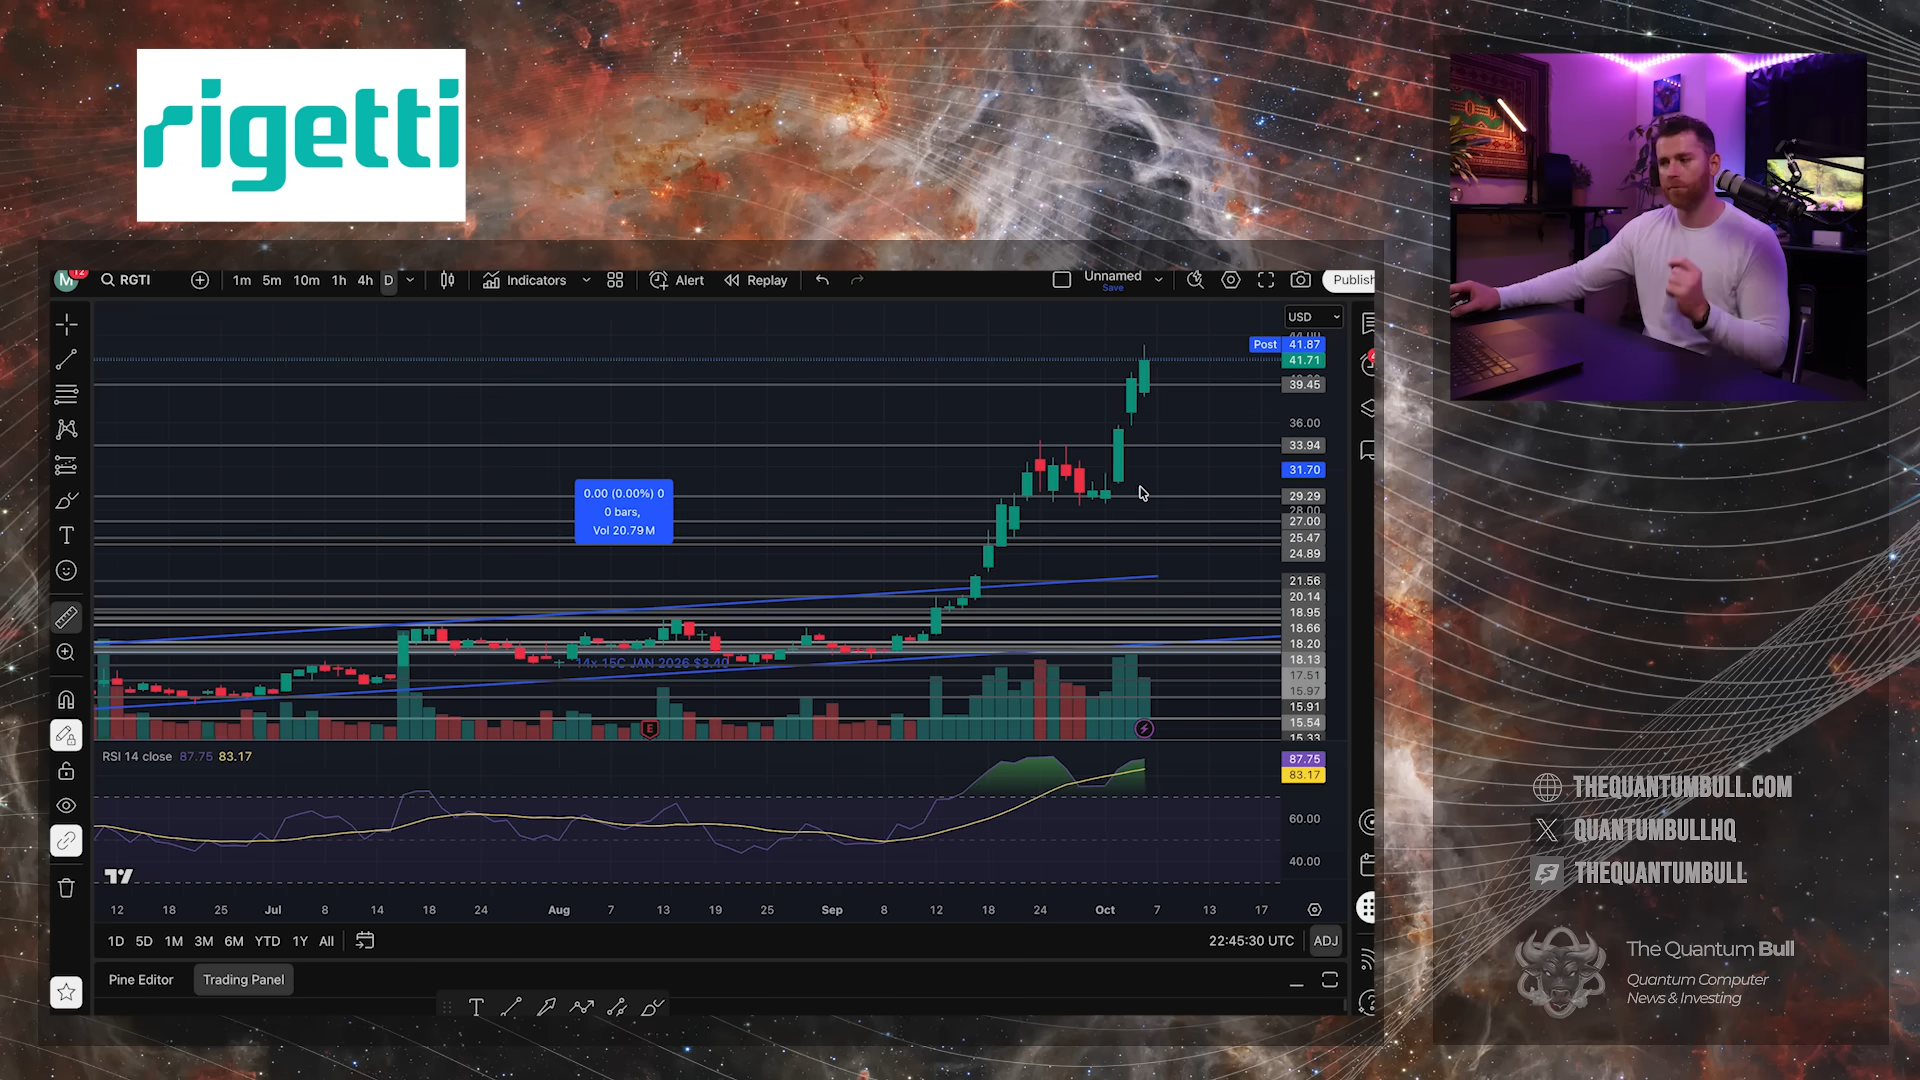 rigetti
M 12 RGTI 1m 5m 10m 1h 4h D Indicators Alert Replay Unnamed Save Publish
USD
44.00
Post 41.87
41.71
39.45
36.00
33.94
31.70
29.29
28.00
27.00
25.47
24.89
21.56
20.14
18.95
18.66
18.20
18.13
17.51
15.97
15.91
15.54
15.33
0.00 (0.00%) 0
0 bars,
Vol 20.79M
14x 15C JAN 2026 $3.40
E
RSI 14 close 87.75 83.17
87.75
83.17
60.00
40.00
12 18 25 Jul 8 14 18 24 Aug 7 13 19 25 Sep 8 12 18 24 Oct 7 13 17
1D 5D 1M 3M 6M YTD 1Y All 22:45:30 UTC ADJ
Pine Editor Trading Panel
THEQUANTUMBULL.COM
QUANTUMBULLHQ
THEQUANTUMBULL
The Quantum Bull
Quantum Computer
News & Investing